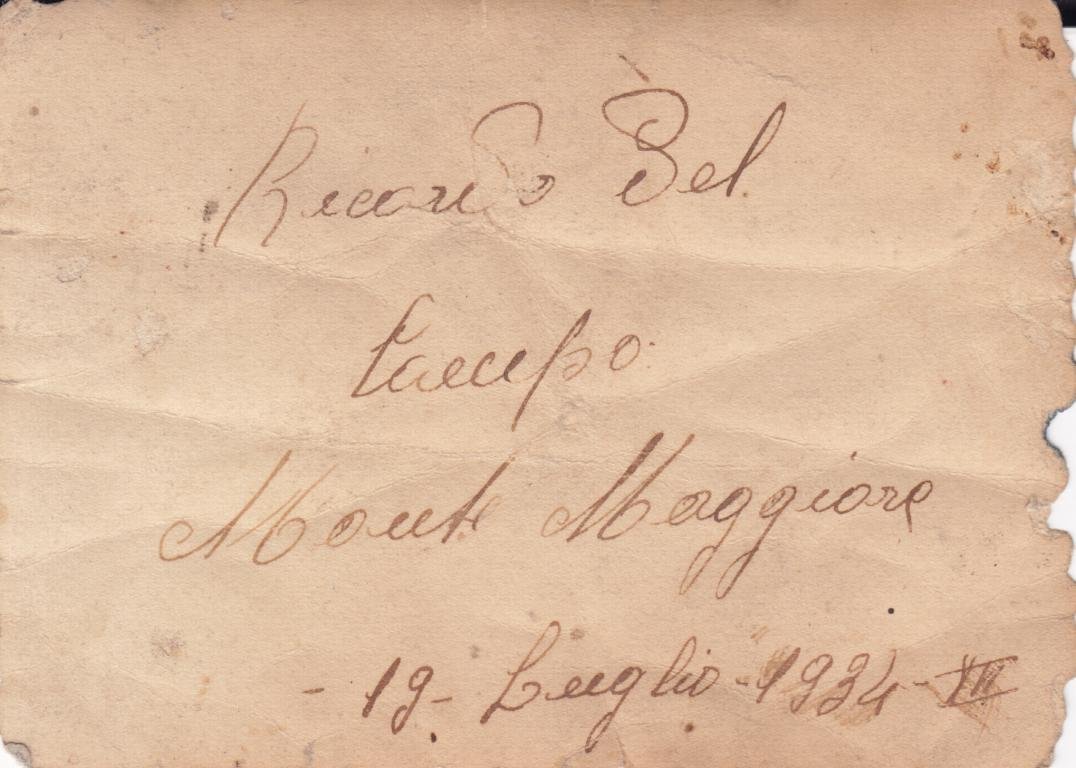 Ricordo Del
Campo
Monte Maggiore
- 19 - Luglio - 1934 - XII